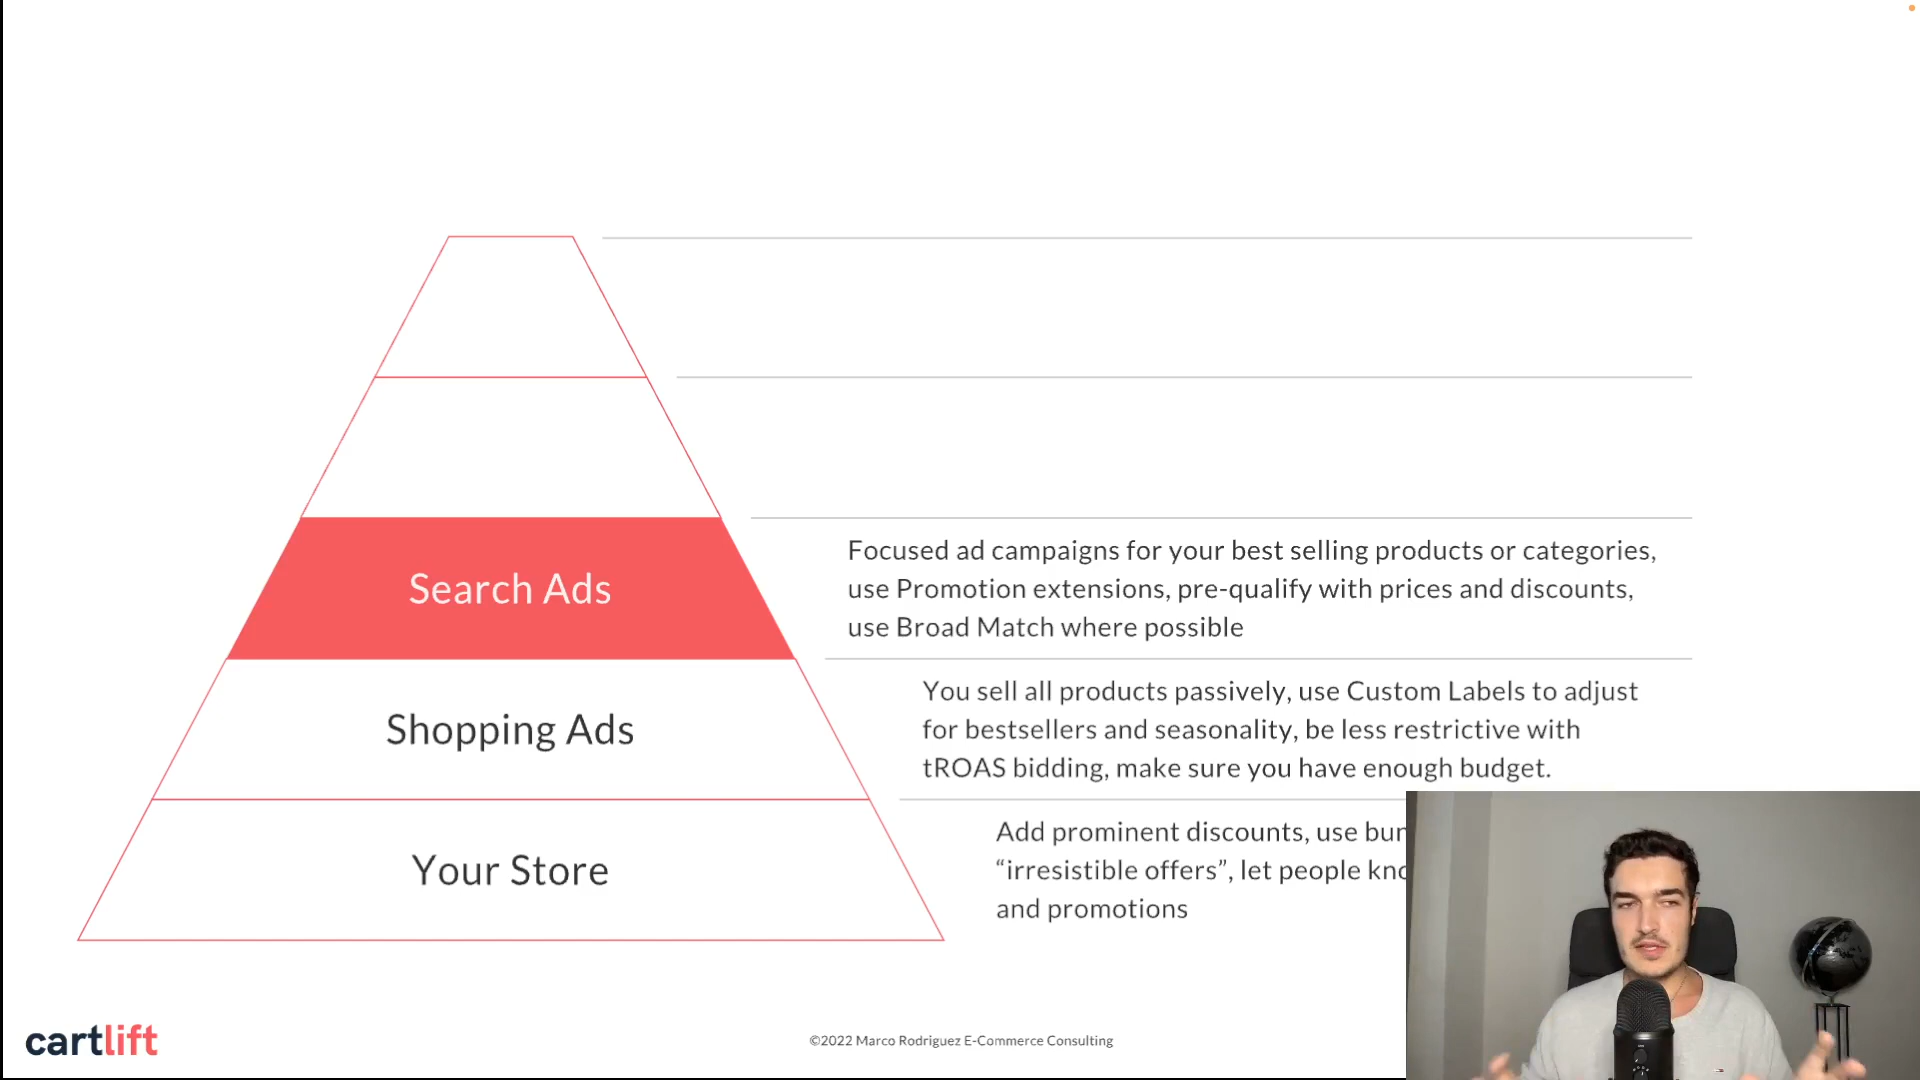 Search Ads
Focused ad campaigns for your best selling products or categories,
use Promotion extensions, pre-qualify with prices and discounts,
use Broad Match where possible
Shopping Ads
You sell all products passively, use Custom Labels to adjust
for bestsellers and seasonality, be less restrictive with
tROAS bidding, make sure you have enough budget.
Your Store
Add prominent discounts, use
“irresistible offers”, let people
and promotions
cartlift
©2022 Marco Rodriguez E-Commerce Consulting